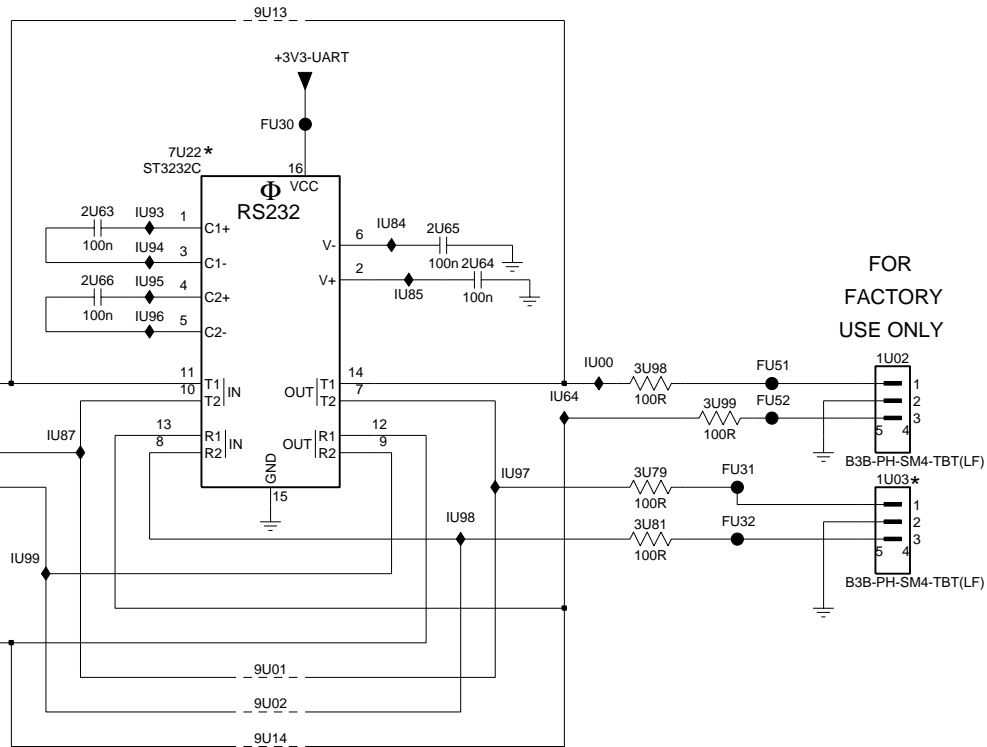 9U13
+3V3-UART
FU30
7U22 *
ST3232C
16
VCC
Φ
RS232
2U63
100n
IU93
1
C1+
IU94
3
C1-
2U66
100n
IU95
4
C2+
IU96
5
C2-
V-
6
IU84
2U65
100n
V+
2
IU85
2U64
100n
FOR
FACTORY
USE ONLY
11
T1
10
T2
IN
OUT
T1
14
T2
7
IU00
3U98
100R
FU51
1U02
1
2
3
5 4
B3B-PH-SM4-TBT(LF)
IU64
3U99
100R
FU52
IU87
13
R1
8
R2
IN
OUT
R1
12
R2
9
GND
15
IU97
3U79
100R
FU31
1U03 *
1
2
3
5 4
B3B-PH-SM4-TBT(LF)
IU98
3U81
100R
FU32
IU99
9U01
9U02
9U14